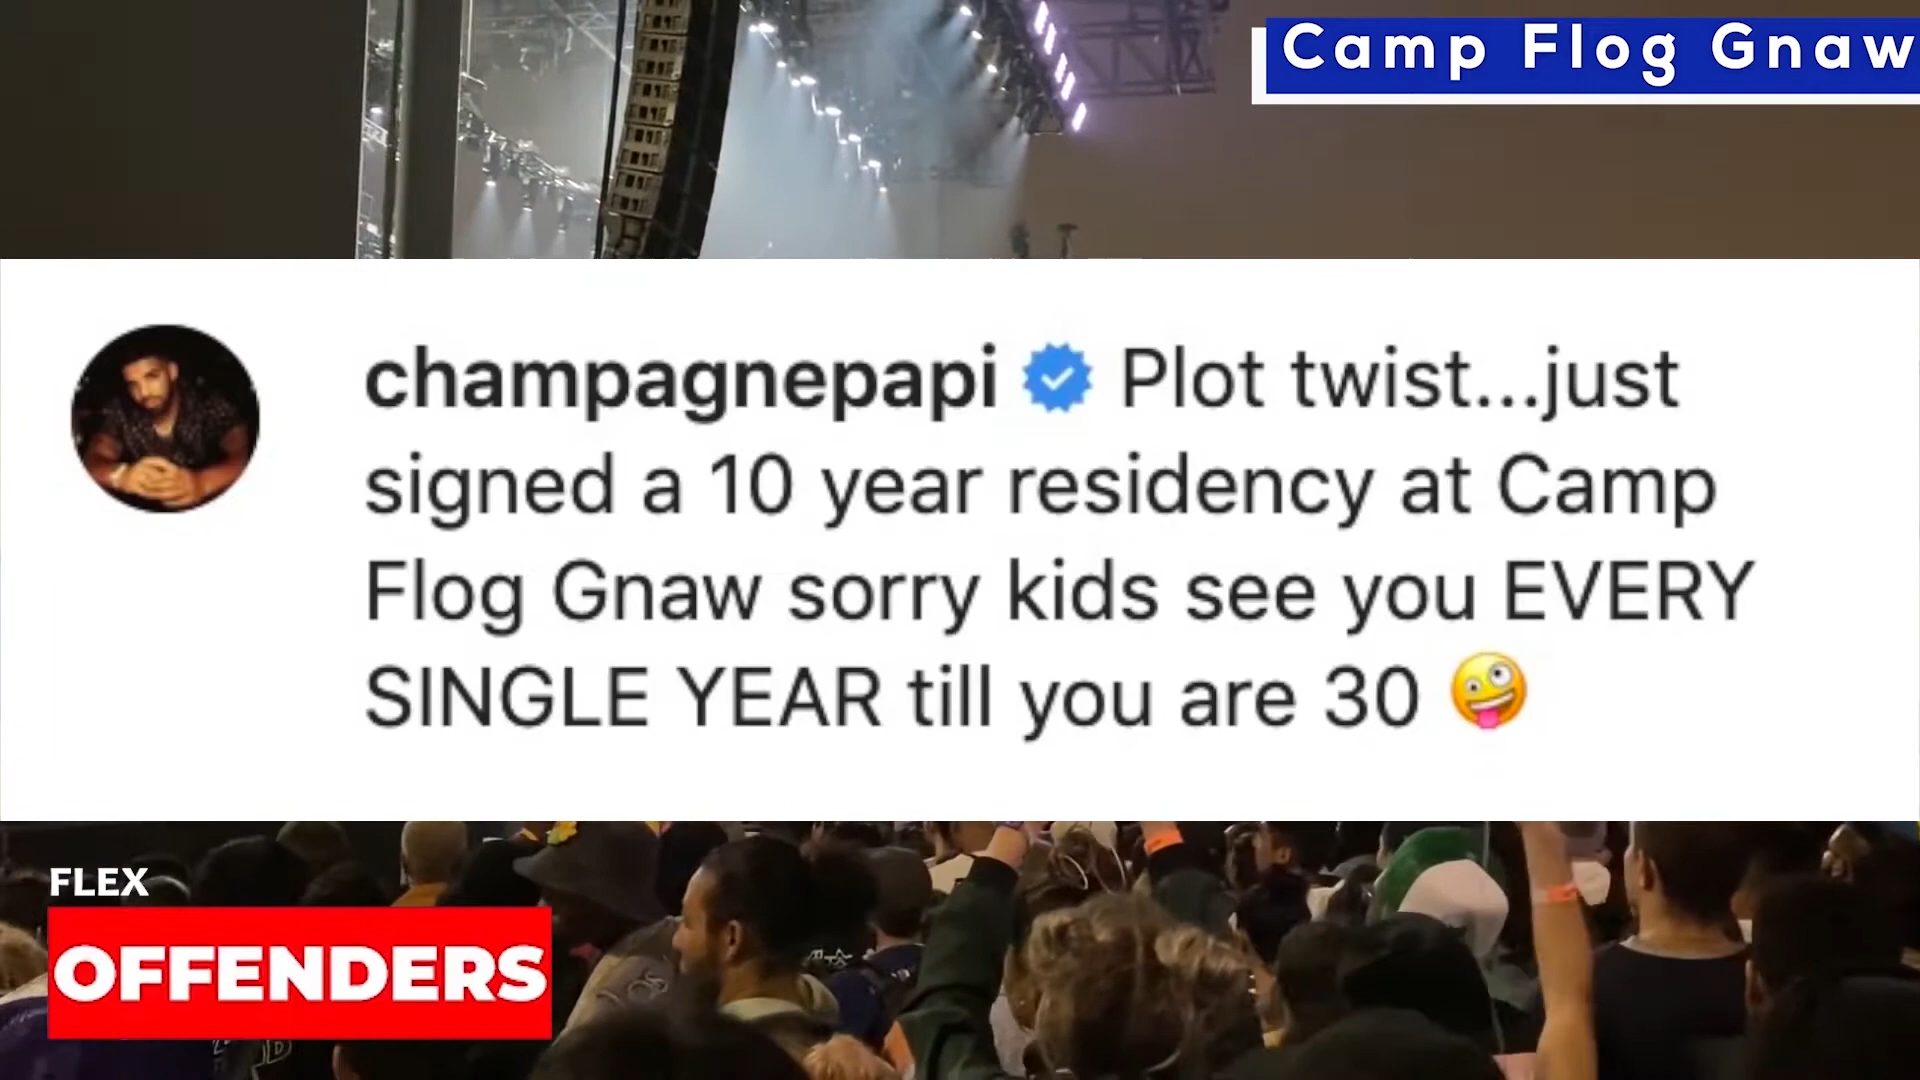 Camp Flog Gnaw
champagnepapi Plot twist...just
signed a 10 year residency at Camp
Flog Gnaw sorry kids see you EVERY
SINGLE YEAR till you are 30 🤪
FLEX
OFFENDERS